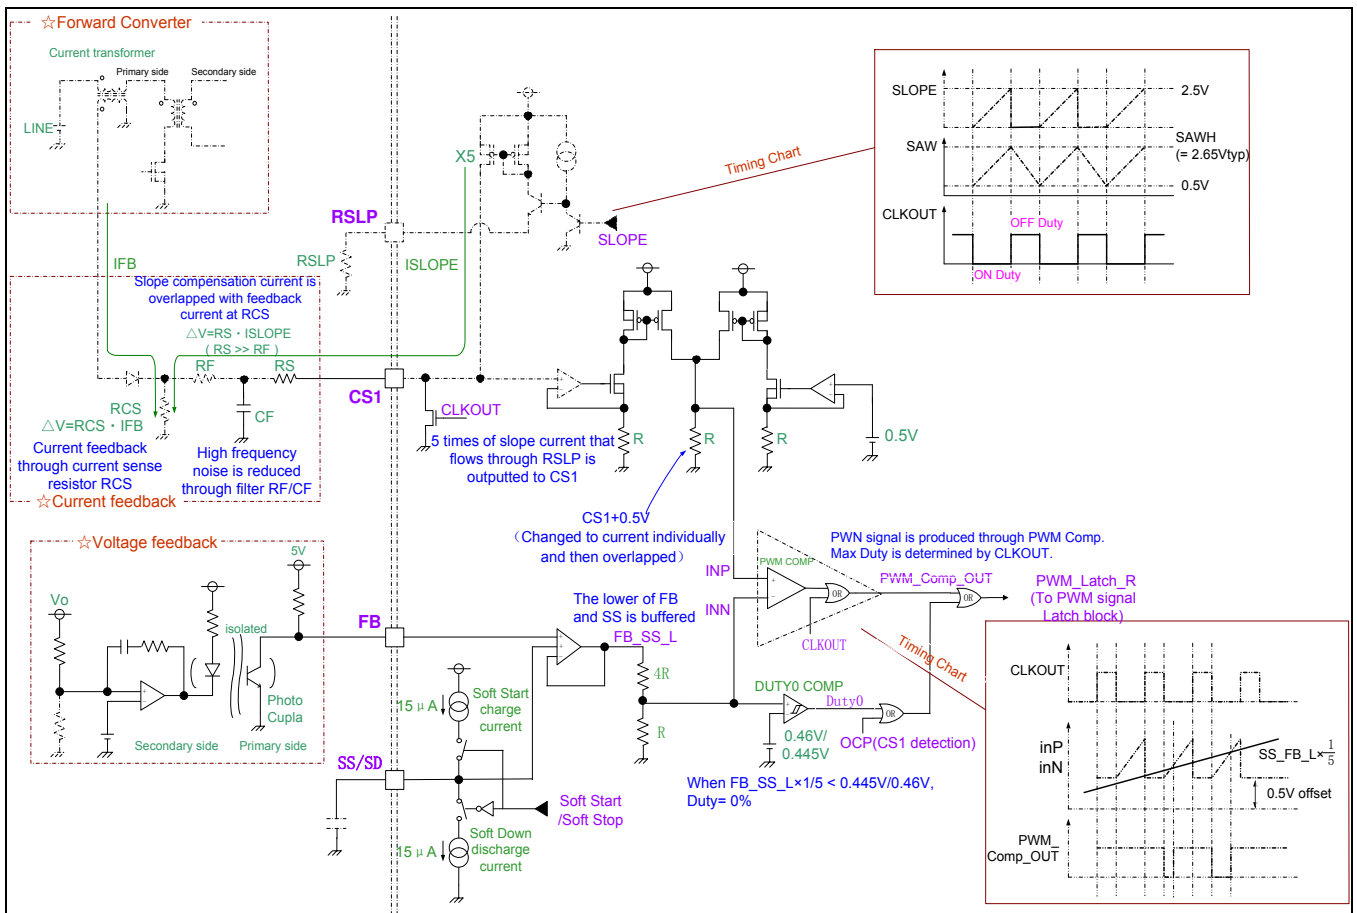 ☆Forward Converter
Current transformer
Primary side
Secondary side
LINE
RSLP
RSLP
X5
SLOPE
ISLOPE
IFB
Timing Chart
SLOPE
2.5V
SAW
SAWH
(= 2.65Vtyp)
0.5V
CLKOUT
OFF Duty
ON Duty
Slope compensation current is
overlapped with feedback
current at RCS
△V=RS・ISLOPE
( RS >> RF )
RF
RS
CS1
CLKOUT
RCS
△V=RCS・IFB
CF
Current feedback
through current sense
resistor RCS
High frequency
noise is reduced
through filter RF/CF
☆Current feedback
5 times of slope current that
flows through RSLP is
outputted to CS1
R
R
R
0.5V
CS1+0.5V
（Changed to current individually
and then overlapped）
☆Voltage feedback
5V
Vo
isolated
Photo
Cupla
Secondary side
Primary side
FB
The lower of FB
and SS is buffered
FB_SS_L
4R
R
15μA
Soft Start
charge
current
SS/SD
Soft Start
/Soft Stop
15μA
Soft Down
discharge
current
INP
INN
PWM COMP
OR
CLKOUT
PWN signal is produced through PWM Comp.
Max Duty is determined by CLKOUT.
PWM_Comp_OUT
OR
PWM_Latch_R
(To PWM signal
Latch block)
DUTY0 COMP
Duty0
OR
0.46V/
0.445V
OCP(CS1 detection)
When FB_SS_L×1/5 < 0.445V/0.46V,
Duty= 0%
Timing Chart
CLKOUT
inP
inN
SS_FB_L×1/5
0.5V offset
PWM_
Comp_OUT